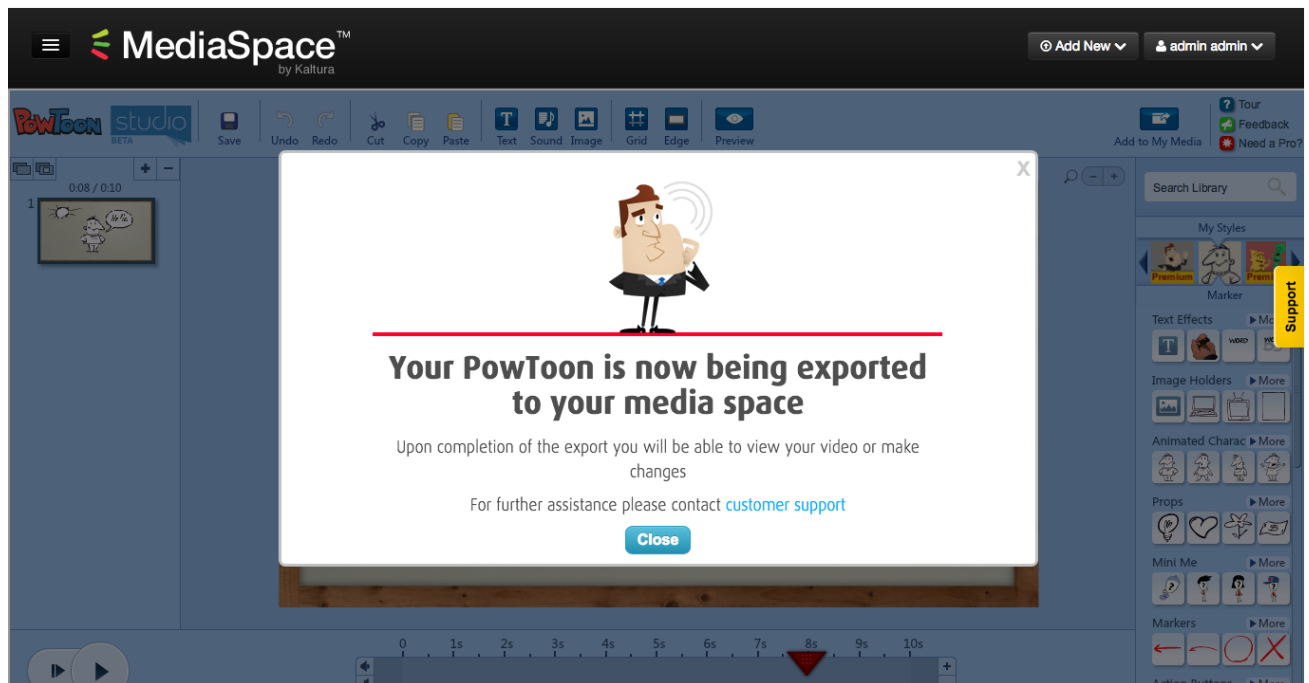 MediaSpace™
by Kaltura
Add New
admin admin
PowToon studio
BETA
Save
Undo
Redo
Cut
Copy
Paste
Text
Sound
Image
Grid
Edge
Preview
Add to My Media
Tour
Feedback
Need a Pro?
0:08 / 0:10
1
X
Your PowToon is now being exported
to your media space
Upon completion of the export you will be able to view your video or make
changes
For further assistance please contact customer support
Close
Search Library
My Styles
Premium
Marker
Support
Text Effects
WORD
Image Holders More
Animated Charac More
Props More
Mini Me More
Markers More
0 1s 2s 3s 4s 5s 6s 7s 8s 9s 10s